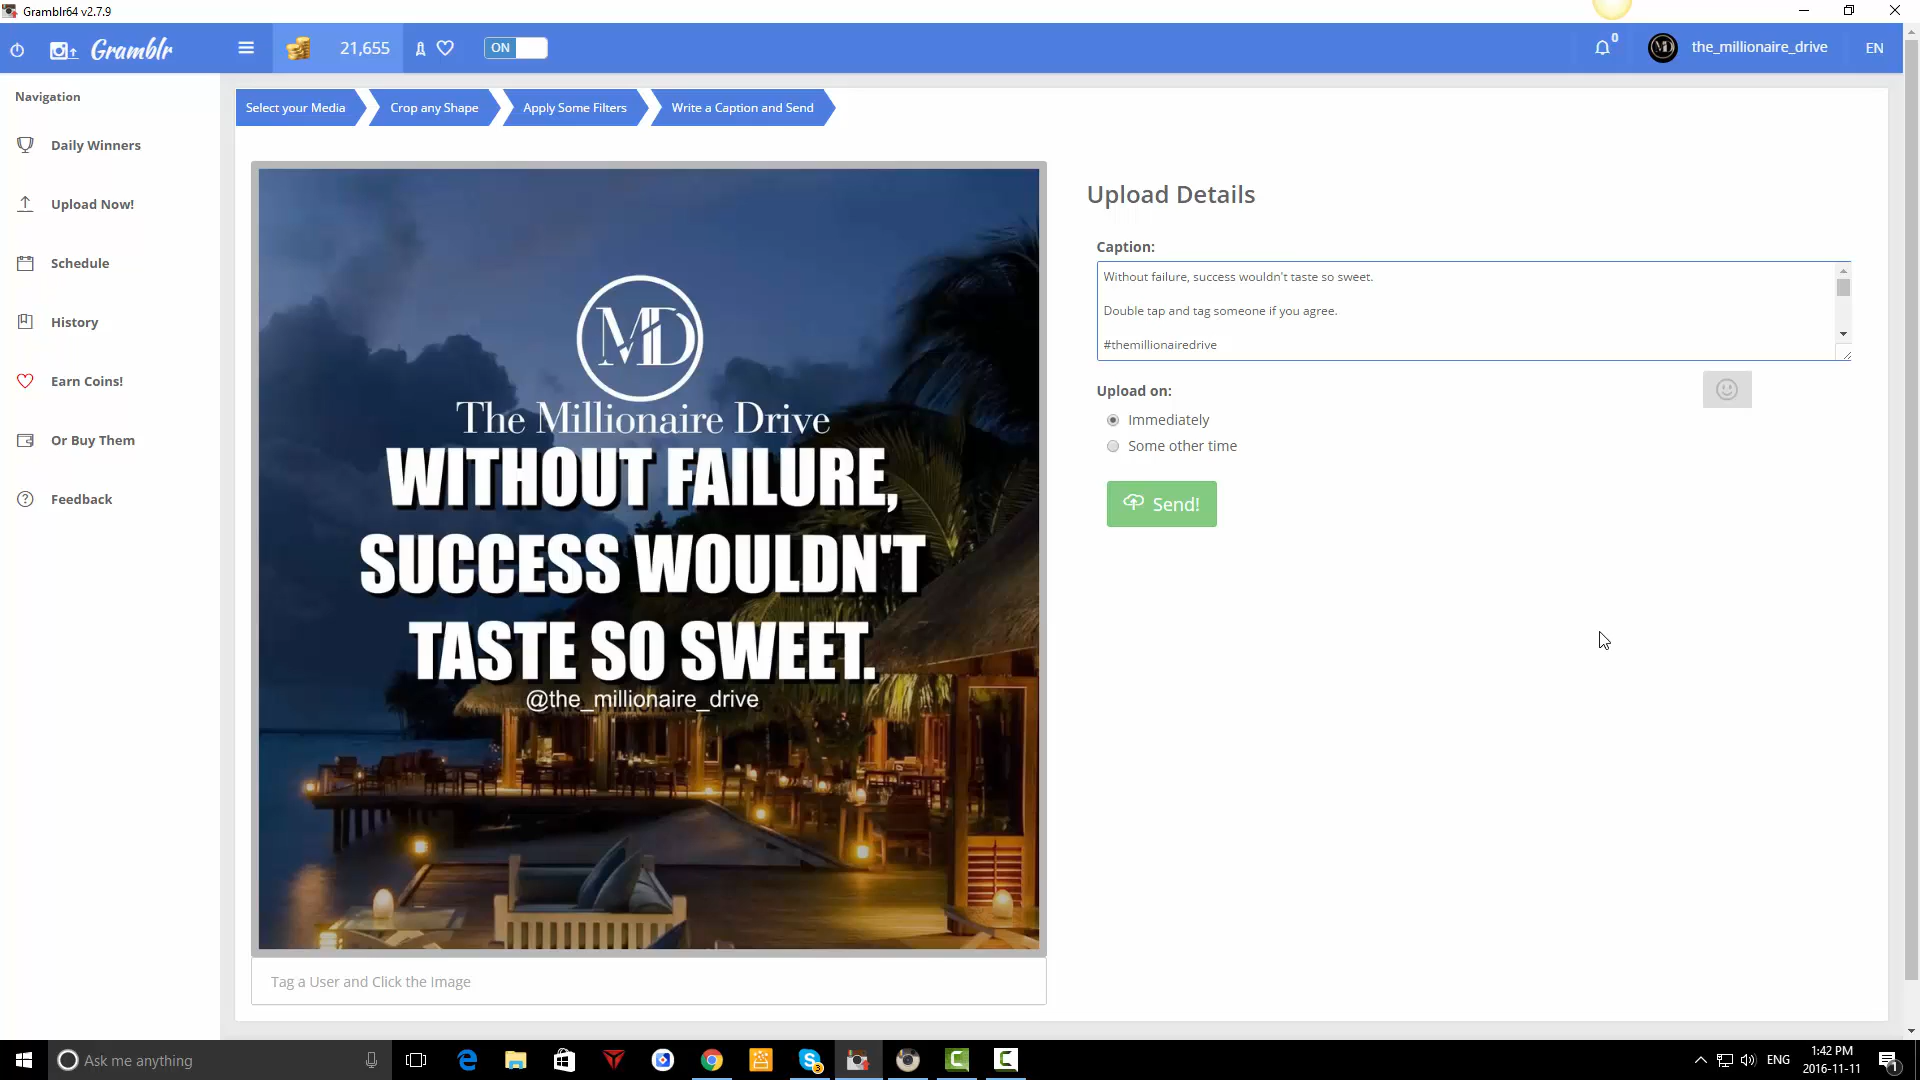 Gramblr64 v2.7.9
Gramblr
21,655
ON
0
the_millionaire_drive
EN
Navigation
Daily Winners
Upload Now!
Schedule
History
Earn Coins!
Or Buy Them
Feedback
Select your Media
Crop any Shape
Apply Some Filters
Write a Caption and Send
MD
The Millionaire Drive
WITHOUT FAILURE,
SUCCESS WOULDN'T
TASTE SO SWEET.
@the_millionaire_drive
Tag a User and Click the Image
Upload Details
Caption:
Without failure, success wouldn't taste so sweet.
Double tap and tag someone if you agree.
#themillionairedrive
Upload on:
Immediately
Some other time
Send!
Ask me anything
3
ENG
1:42 PM
2016-11-11
1